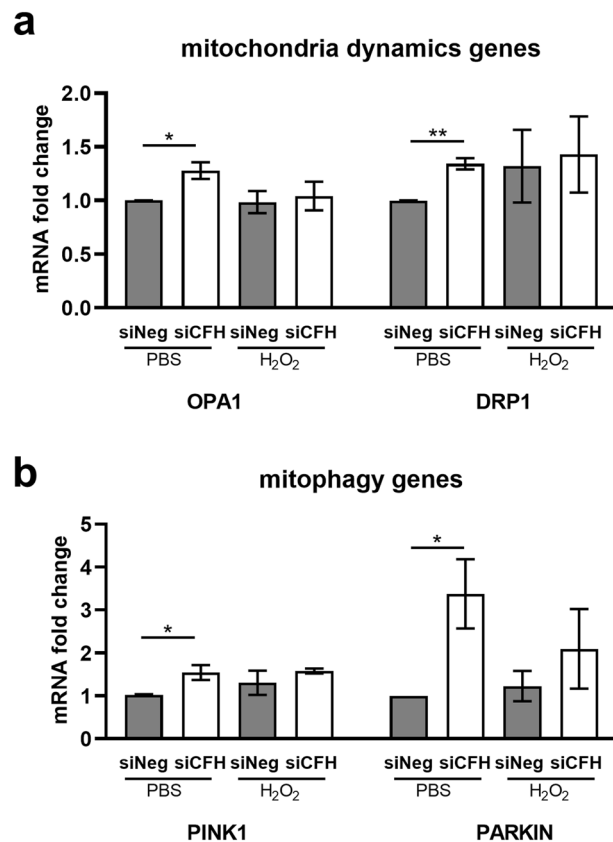 a
mitochondria dynamics genes
mRNA fold change
2.0
1.5
1.0
0.5
0.0
*
**
siNeg siCFH siNeg siCFH siNeg siCFH siNeg siCFH
PBS H₂O₂ PBS H₂O₂
OPA1 DRP1
b
mitophagy genes
mRNA fold change
5
4
3
2
1
0
*
*
siNeg siCFH siNeg siCFH siNeg siCFH siNeg siCFH
PBS H₂O₂ PBS H₂O₂
PINK1 PARKIN